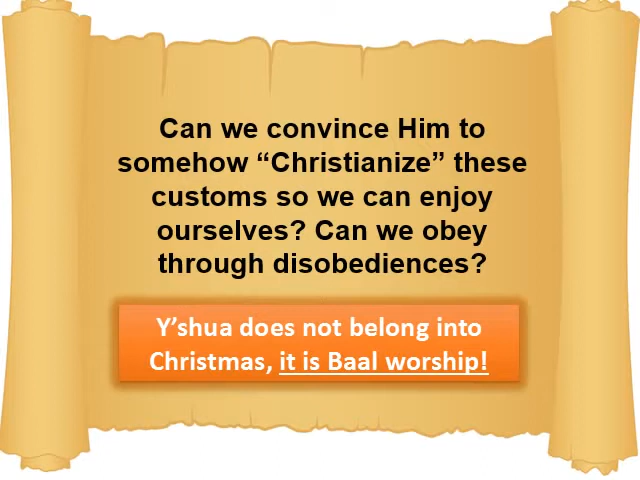 Can we convince Him to
somehow “Christianize” these
customs so we can enjoy
ourselves? Can we obey
through disobediences?
Y’shua does not belong into
Christmas, it is Baal worship!